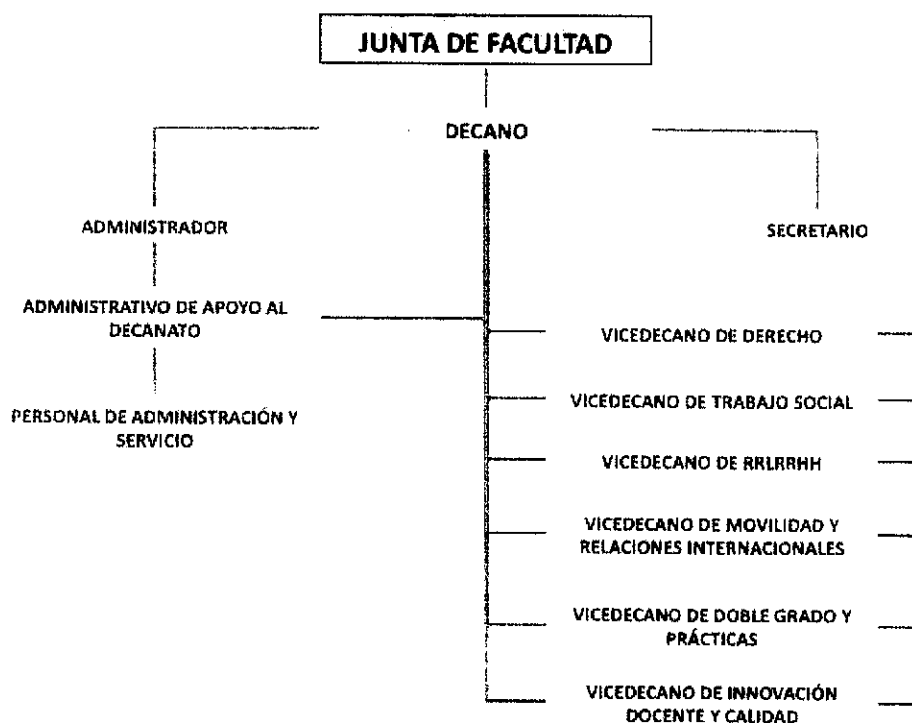 JUNTA DE FACULTAD
DECANO
ADMINISTRADOR
SECRETARIO
ADMINISTRATIVO DE APOYO AL
DECANATO
VICEDECANO DE DERECHO
VICEDECANO DE TRABAJO SOCIAL
PERSONAL DE ADMINISTRACIÓN Y
SERVICIO
VICEDECANO DE RRLRRHH
VICEDECANO DE MOVILIDAD Y
RELACIONES INTERNACIONALES
VICEDECANO DE DOBLE GRADO Y
PRÁCTICAS
VICEDECANO DE INNOVACIÓN
DOCENTE Y CALIDAD